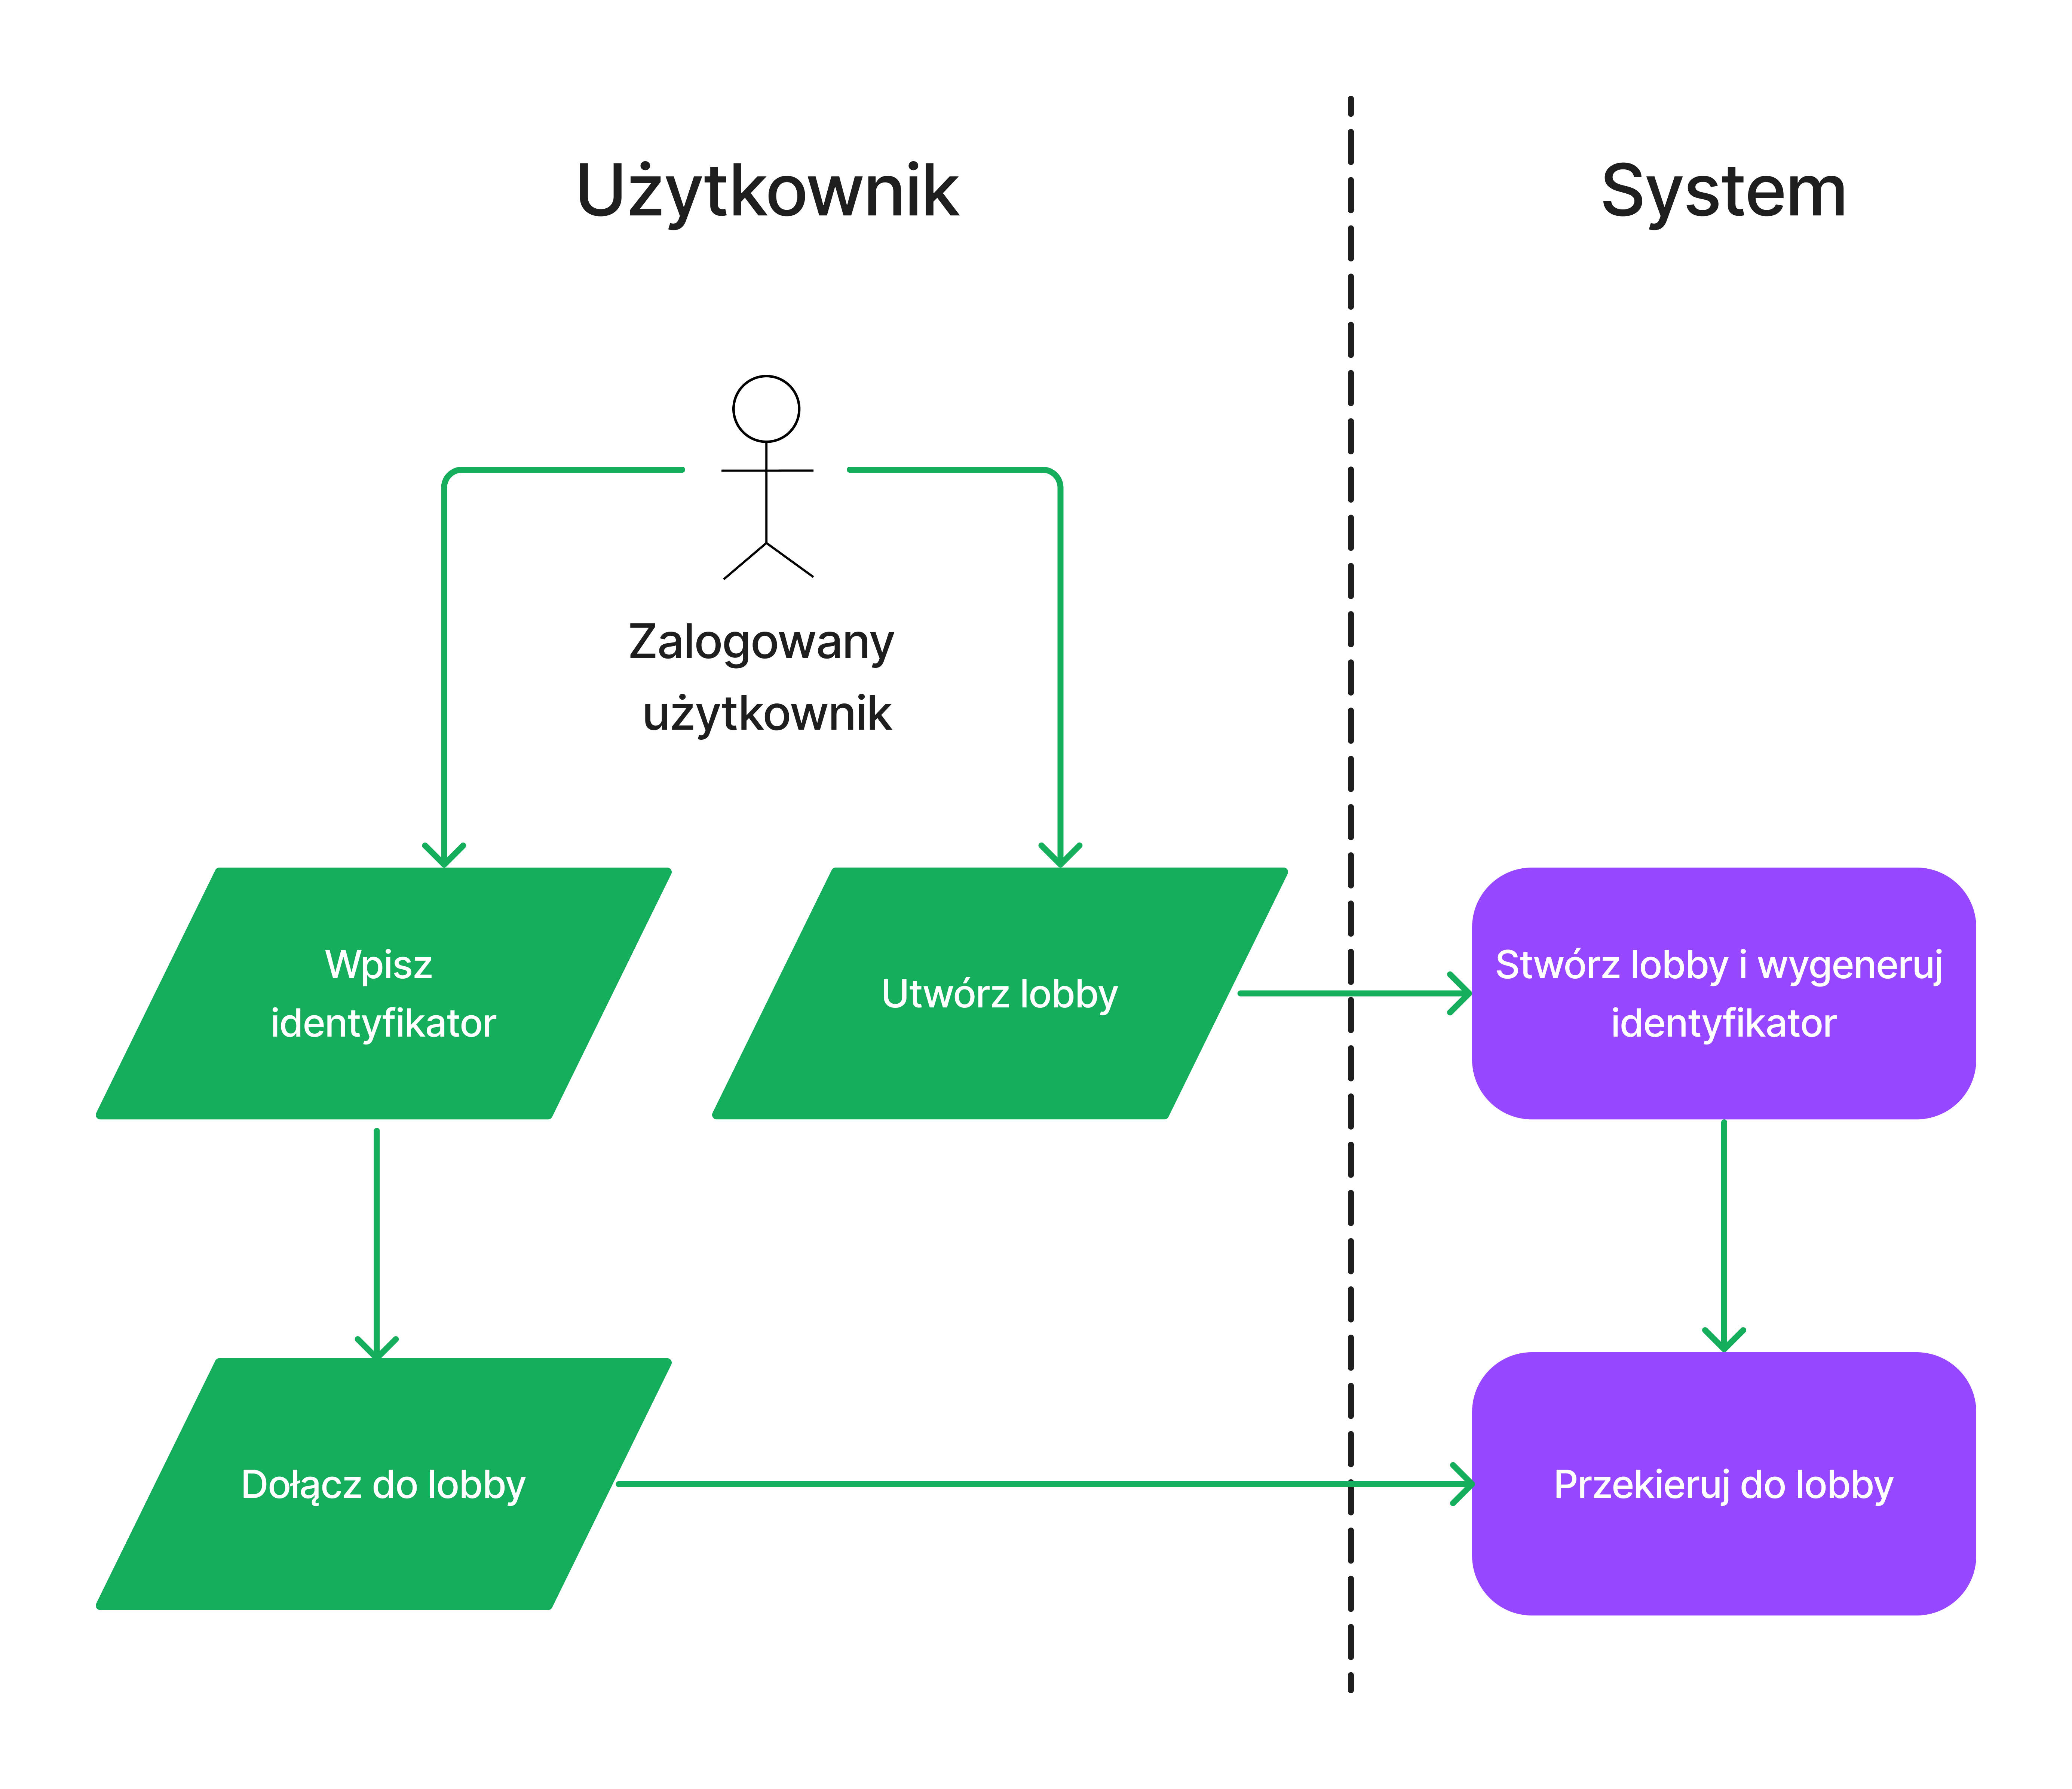 Użytkownik
System
Zalogowany
użytkownik
Wpisz
identyfikator
Utwórz lobby
Stwórz lobby i wygeneruj
identyfikator
Dołącz do lobby
Przekieruj do lobby